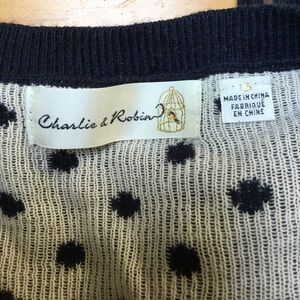 Charlie & Robin
S
MADE IN CHINA
FABRIQUÉ
EN CHINE